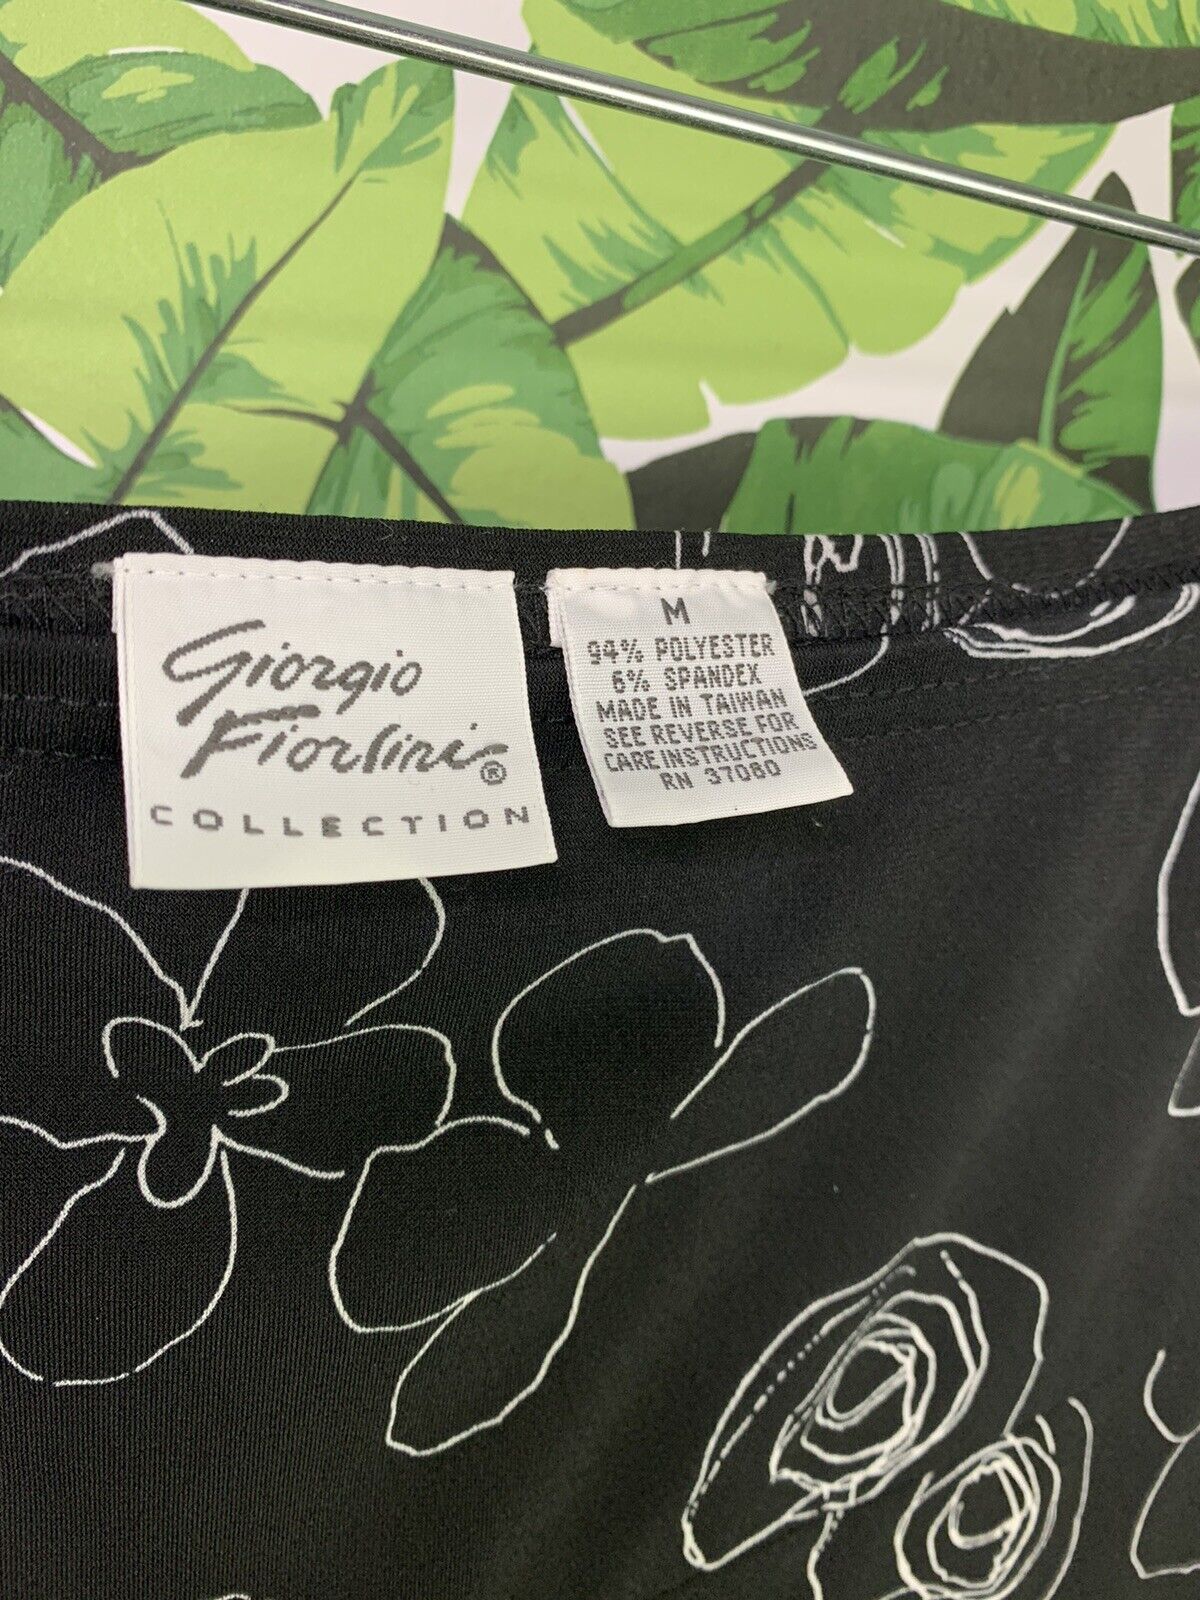 Giorgio
Fiorlini®
COLLECTION
M
94% POLYESTER
6% SPANDEX
MADE IN TAIWAN
SEE REVERSE FOR
CARE INSTRUCTIONS
RN 37080